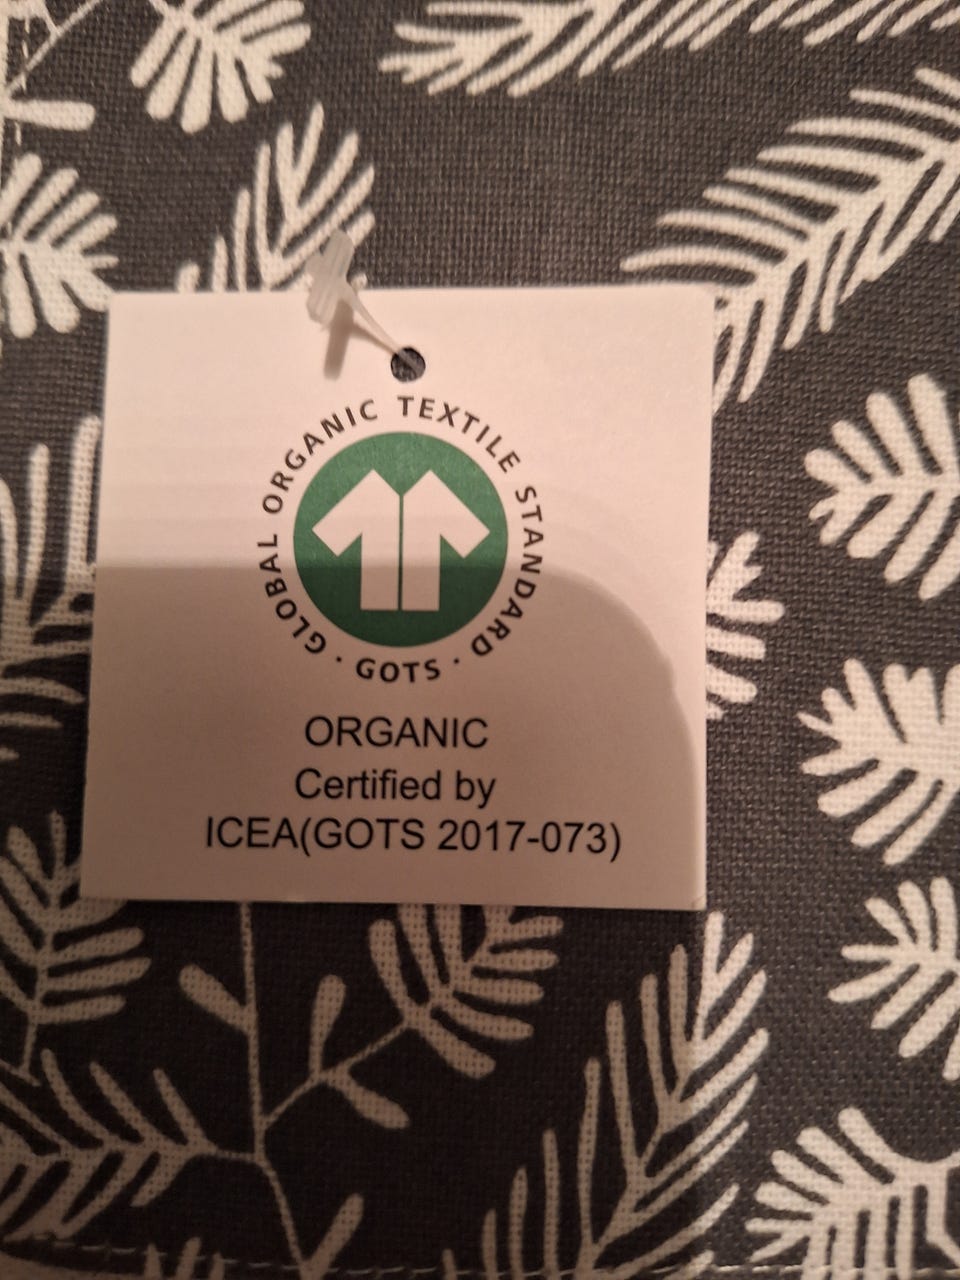 GLOBAL ORGANIC TEXTILE STANDARD
· GOTS ·
ORGANIC
Certified by
ICEA(GOTS 2017-073)